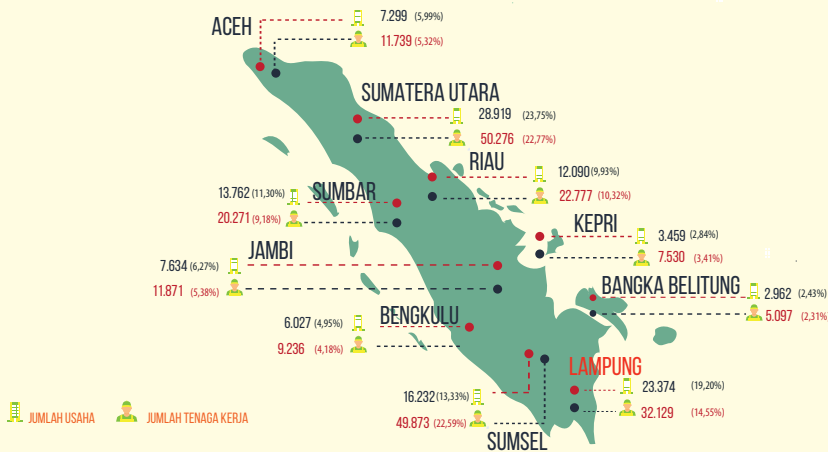 ACEH
7.299 (5,99%)
11.739 (5,32%)
SUMATERA UTARA
28.919 (23,75%)
50.276 (22,77%)
RIAU
12.090 (9,93%)
22.777 (10,32%)
SUMBAR
13.762 (11,30%)
20.271 (9,18%)
KEPRI
3.459 (2,84%)
7.530 (3,41%)
JAMBI
7.634 (6,27%)
11.871 (5,38%)
BANGKA BELITUNG
2.962 (2,43%)
5.097 (2,31%)
BENGKULU
6.027 (4,95%)
9.236 (4,18%)
LAMPUNG
23.374 (19,20%)
32.129 (14,55%)
16.232 (13,33%)
49.873 (22,59%)
SUMSEL
JUMLAH USAHA
JUMLAH TENAGA KERJA